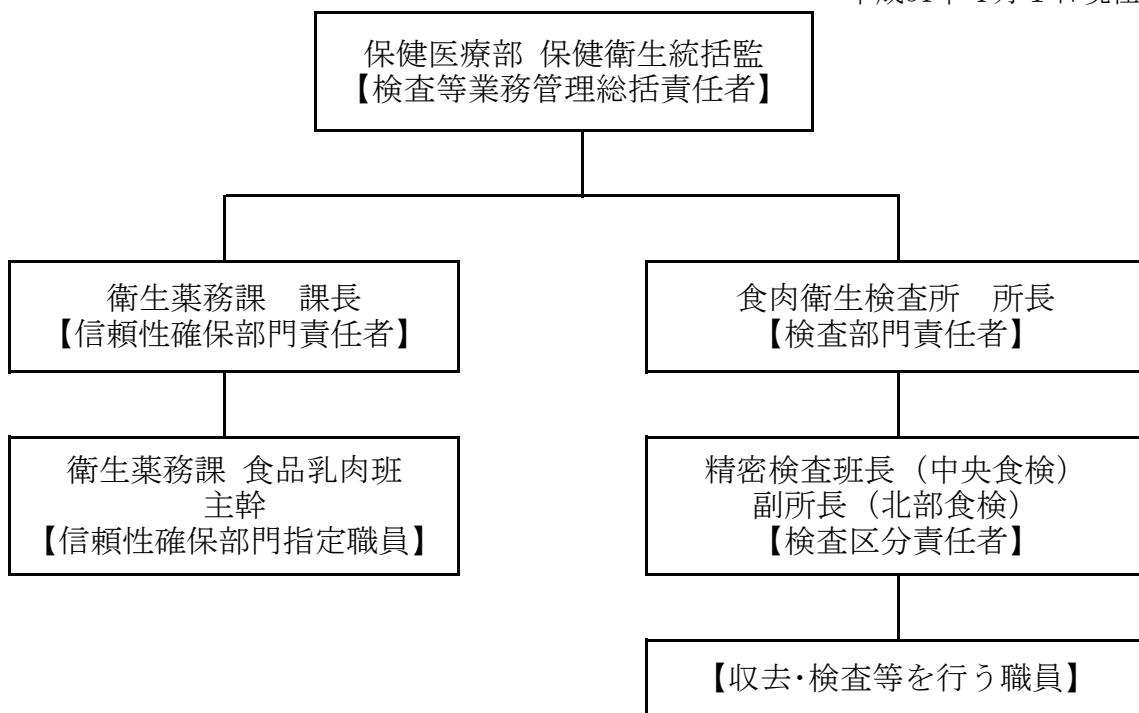 保健医療部 保健衛生統括監
【検査等業務管理総括責任者】
衛生薬務課 課長
【信頼性確保部門責任者】
食肉衛生検査所 所長
【検査部門責任者】
衛生薬務課 食品乳肉班
主幹
【信頼性確保部門指定職員】
精密検査班長（中央食検）
副所長（北部食検）
【検査区分責任者】
【収去・検査等を行う職員】